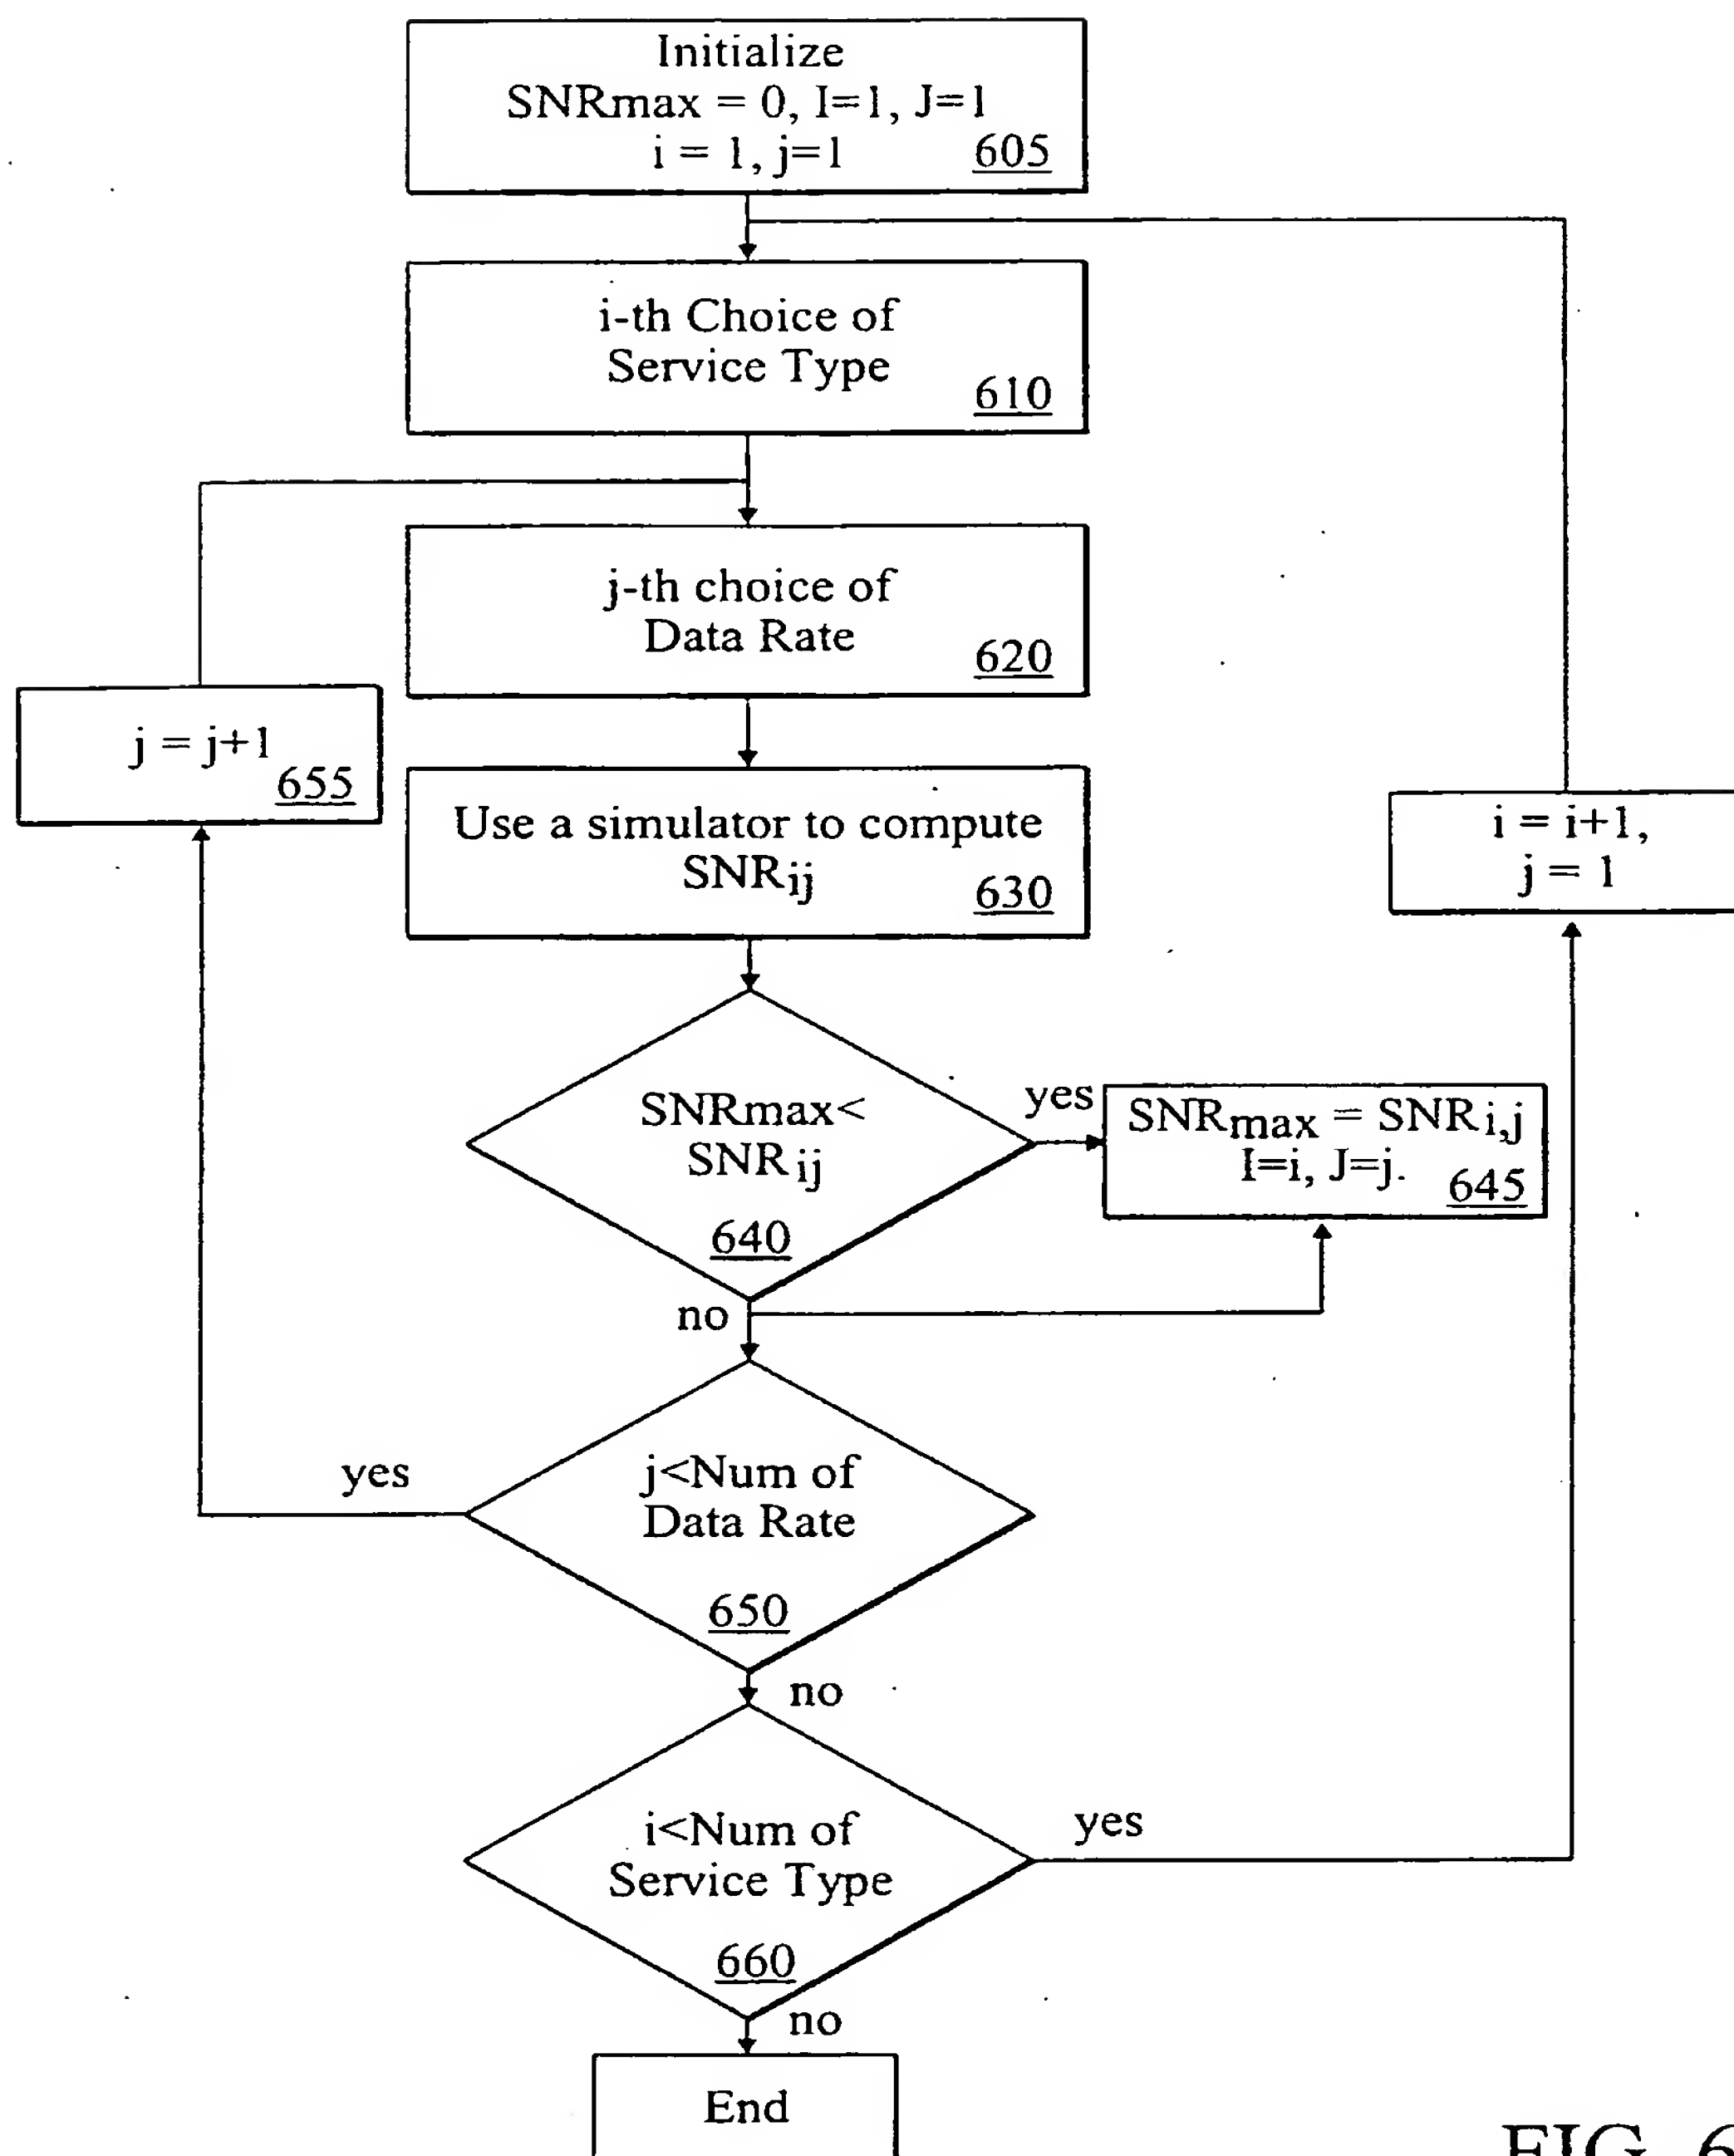 Initialize
SNRmax = 0, I=1, J=1
i = 1, j=1
605
i-th Choice of
Service Type
610
j-th choice of
Data Rate
620
j = j+1
655
Use a simulator to compute
SNRij
630
i = i+1,
j = 1
SNRmax<
SNRij
640
yes
SNRmax = SNRi,j
I=i, J=j.
645
no
j<Num of
Data Rate
650
yes
no
i<Num of
Service Type
660
yes
no
End
FIG. 6